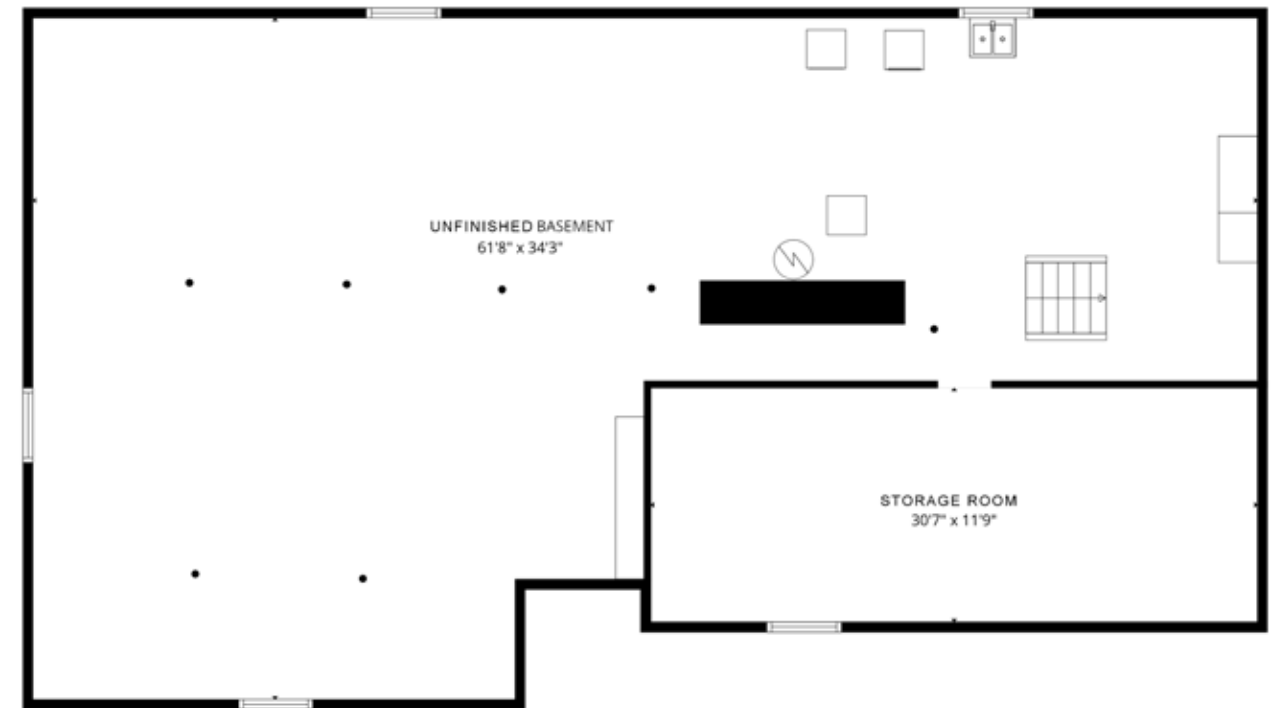 UNFINISHED BASEMENT
61'8" x 34'3"
STORAGE ROOM
30'7" x 11'9"